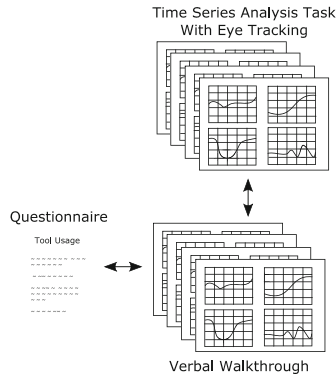 Time Series Analysis Task
With Eye Tracking
Questionnaire
Tool Usage
Verbal Walkthrough